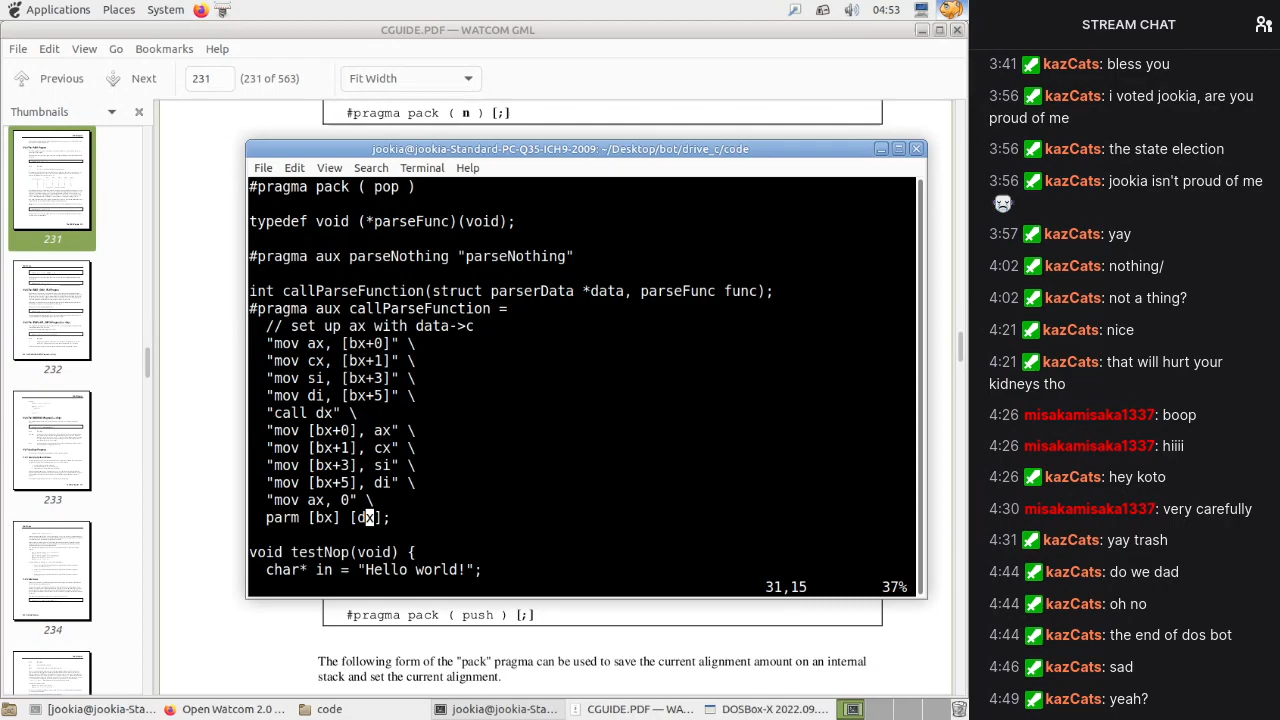 Applications Places System 04:53
CGUIDE.PDF — WATCOM GML
File Edit View Go Bookmarks Help
Previous Next 231 (231 of 563) Fit Width
Thumbnails
231
232
233
234
#pragma pack ( n ) [;]
jookia@jookia-Standard-PC-Q35-ICH9-2009: ~/Desktop/bot/drive_c/code
File Edit View Search Terminal Help
#pragma pack ( pop )
typedef void (*parseFunc)(void);
#pragma aux parseNothing "parseNothing"
int callParseFunction(struct parserData *data, parseFunc func);
#pragma aux callParseFunction =
// set up ax with data->c
"mov ax, [bx+0]" \
"mov cx, [bx+1]" \
"mov si, [bx+3]" \
"mov di, [bx+5]" \
"call dx" \
"mov [bx+0], ax" \
"mov [bx+1], cx" \
"mov [bx+3], si" \
"mov [bx+5], di" \
"mov ax, 0" \
parm [bx] [dx];
void testNop(void) {
char* in = "Hello world!";
31,15 37%
#pragma pack ( push ) [;]
The following form of the "pack" pragma can be used to save the current alignment amount on an internal
and set the current alignment.
[jookia@jookia-Sta... Open Watcom 2.0... jookia@jookia-Sta... CGUIDE.PDF — WA... DOSBox-X 2022.09....
STREAM CHAT
3:41 kazCats: bless you
3:56 kazCats: i voted jookia, are you
proud of me
3:56 kazCats: the state election
3:56 kazCats: jookia isn't proud of me
3:57 kazCats: yay
4:02 kazCats: nothing/
4:02 kazCats: not a thing?
4:21 kazCats: nice
4:21 kazCats: that will hurt your
kidneys tho
4:26 misakamisaka1337: boop
4:26 misakamisaka1337: hiiii
4:26 kazCats: hey koto
4:30 misakamisaka1337: very carefully
4:31 kazCats: yay trash
4:44 kazCats: do we dad
4:44 kazCats: oh no
4:44 kazCats: the end of dos bot
4:46 kazCats: sad
4:49 kazCats: yeah?